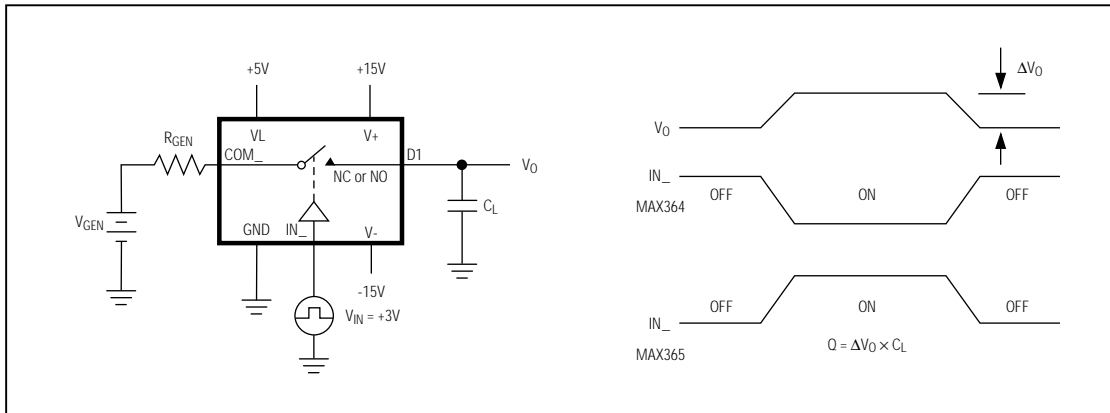 +5V
+15V
VL
V+
RGEN
COM_
D1
VO
NC or NO
CL
VGEN
GND
IN_
V-
-15V
VIN = +3V
ΔVO
VO
IN_
OFF
ON
OFF
MAX364
OFF
ON
OFF
IN_
MAX365
Q = ΔVO × CL